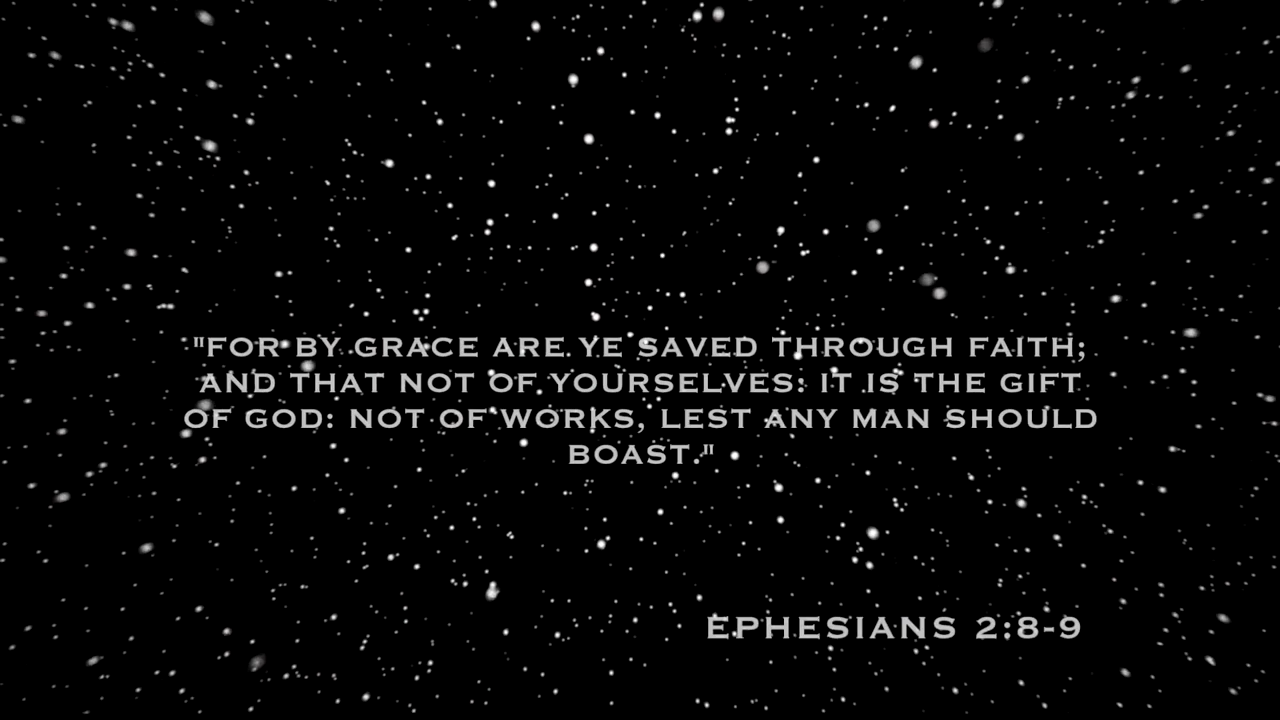 "FOR BY GRACE ARE YE SAVED THROUGH FAITH;
AND THAT NOT OF YOURSELVES: IT IS THE GIFT
OF GOD: NOT OF WORKS, LEST ANY MAN SHOULD
BOAST."
EPHESIANS 2:8-9